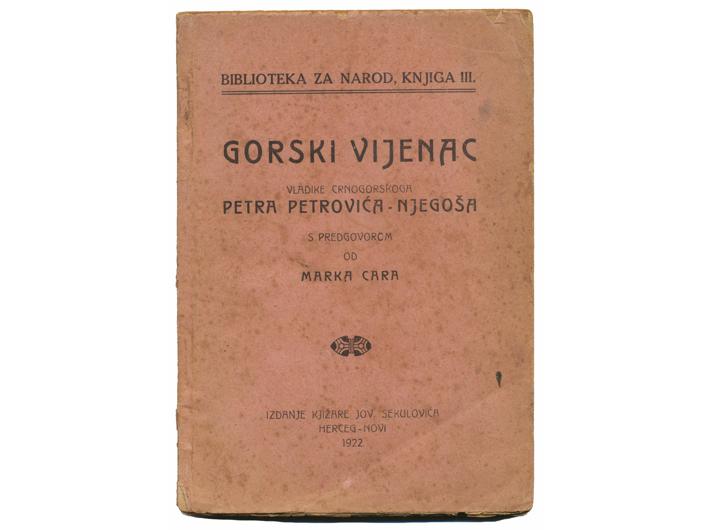 BIBLIOTEKA ZA NAROD, KNJIGA III.
GORSKI VIJENAC
VLADIKE CRNOGORSKOGA
PETRA PETROVIĆA - NJEGOŠA
S PREDGOVOROM
OD
MARKA CARA
IZDANJE KJIŽARE JOV. SEKULOVIĆA
HERCEG-NOVI
1922